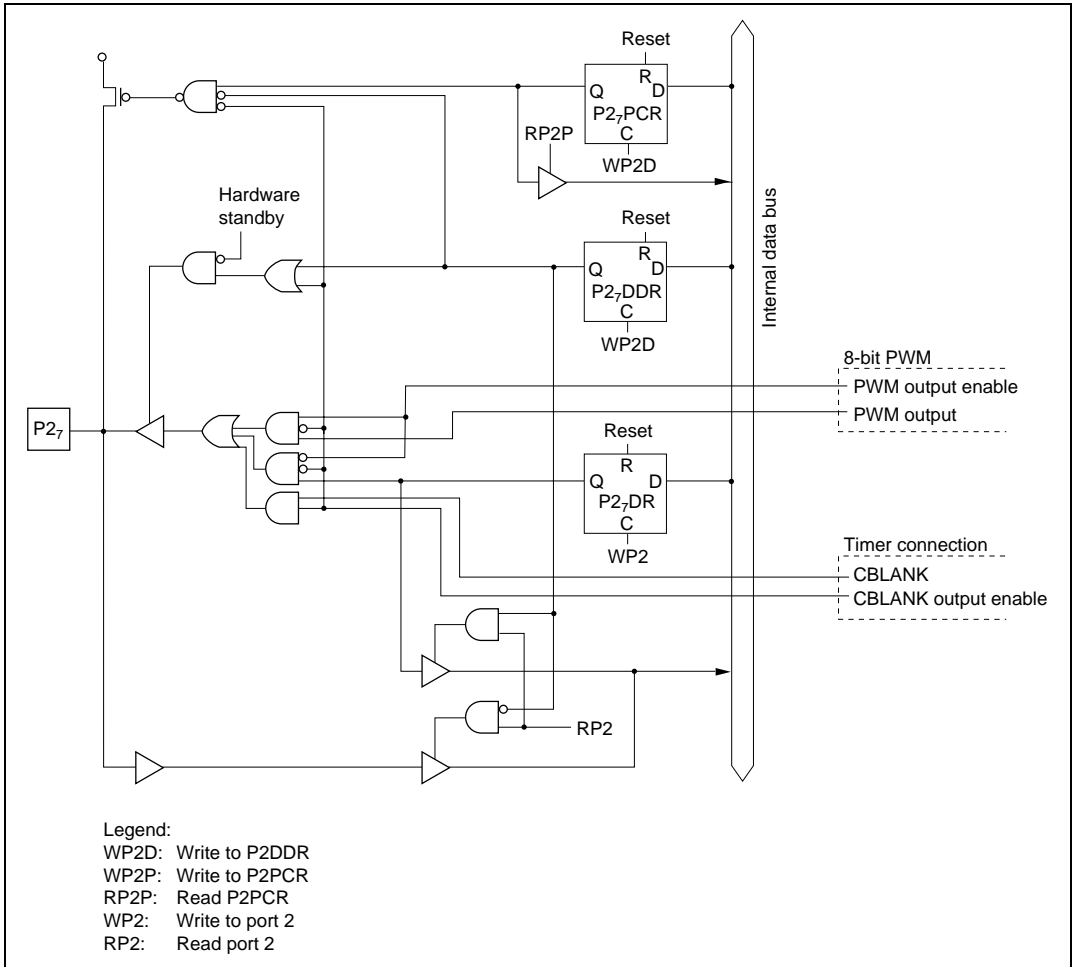 Reset
R
Q D
P2₇PCR
C
RP2P
WP2D
Hardware
standby
Reset
R
Q D
P2₇DDR
C
WP2D
Internal data bus
8-bit PWM
PWM output enable
PWM output
P2₇
Reset
R
Q D
P2₇DR
C
WP2
Timer connection
CBLANK
CBLANK output enable
RP2
Legend:
WP2D: Write to P2DDR
WP2P: Write to P2PCR
RP2P: Read P2PCR
WP2: Write to port 2
RP2: Read port 2